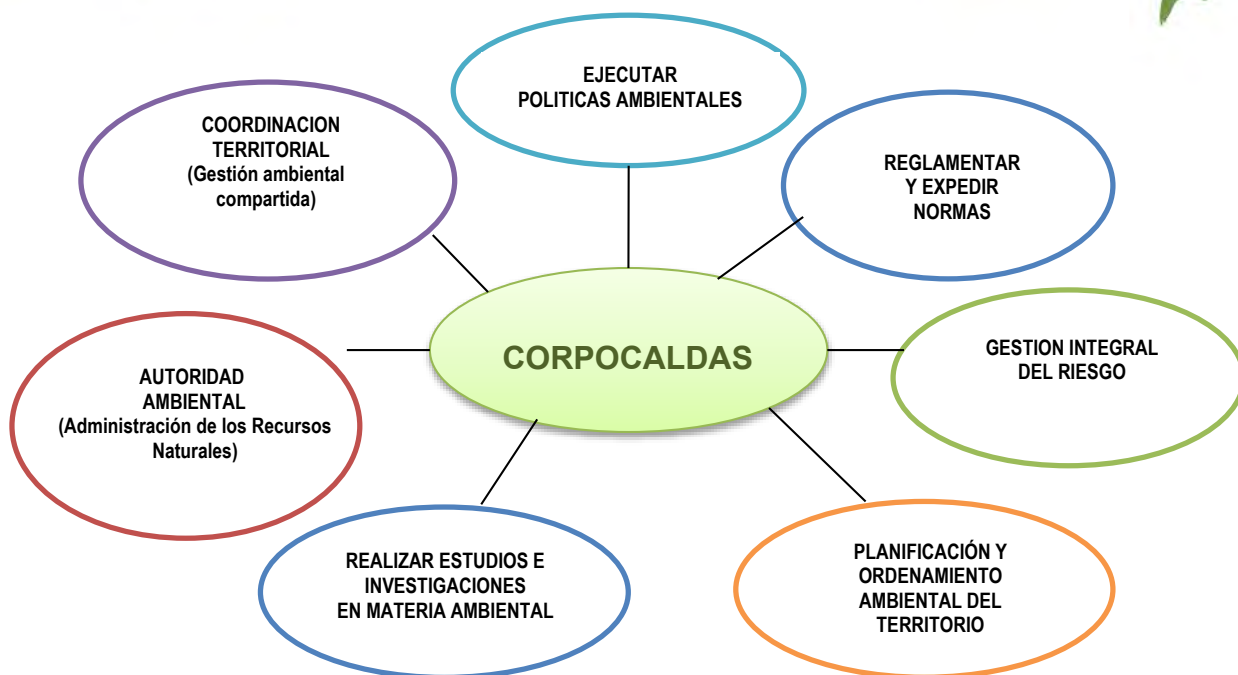 EJECUTAR
POLITICAS AMBIENTALES
COORDINACION
TERRITORIAL
(Gestión ambiental
compartida)
REGLAMENTAR
Y EXPEDIR
NORMAS
CORPOCALDAS
GESTION INTEGRAL
DEL RIESGO
AUTORIDAD
AMBIENTAL
(Administración de los Recursos
Naturales)
REALIZAR ESTUDIOS E
INVESTIGACIONES
EN MATERIA AMBIENTAL
PLANIFICACIÓN Y
ORDENAMIENTO
AMBIENTAL DEL
TERRITORIO